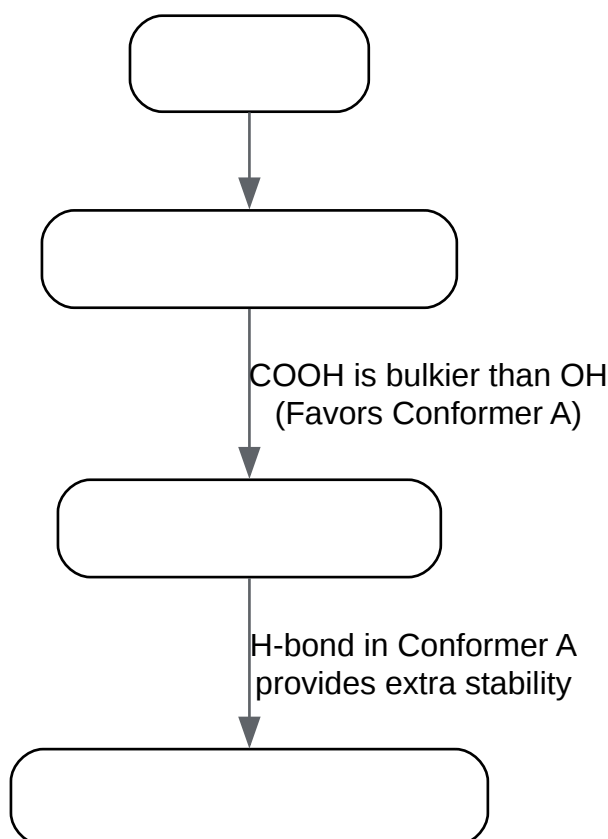 COOH is bulkier than OH
(Favors Conformer A)
H-bond in Conformer A
provides extra stability